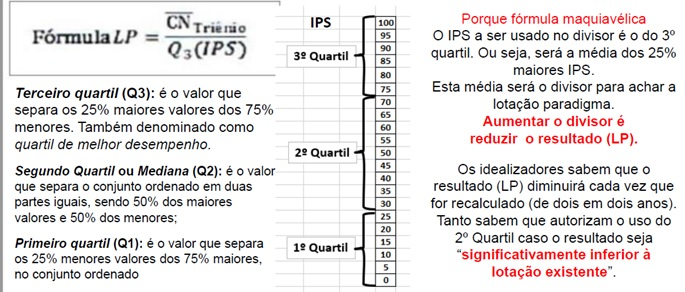 FórmulaLP = CN Triênio
Q3(IPS)
Terceiro quartil (Q3): é o valor que
separa os 25% maiores valores dos 75%
menores. Também denominado como
quartil de melhor desempenho.
Segundo Quartil ou Mediana (Q2): é o valor
que separa o conjunto ordenado em duas
partes iguais, sendo 50% dos maiores
valores e 50% dos menores;
Primeiro quartil (Q1): é o valor que separa
os 25% menores valores dos 75% maiores,
no conjunto ordenado
IPS
100
95
90
3º Quartil
85
80
75
70
65
60
55
2º Quartil
50
45
40
35
30
25
20
1º Quartil
15
10
5
0
Porque fórmula maquiavélica
O IPS a ser usado no divisor é o do 3º
quartil. Ou seja, será a média dos 25%
maiores IPS.
Esta média será o divisor para achar a
lotação paradigma.
Aumentar o divisor é
reduzir o resultado (LP).
Os idealizadores sabem que o
resultado (LP) diminuirá cada vez que
for recalculado (de dois em dois anos).
Tanto sabem que autorizam o uso do
2º Quartil caso o resultado seja
“significativamente inferior à
lotação existente”.